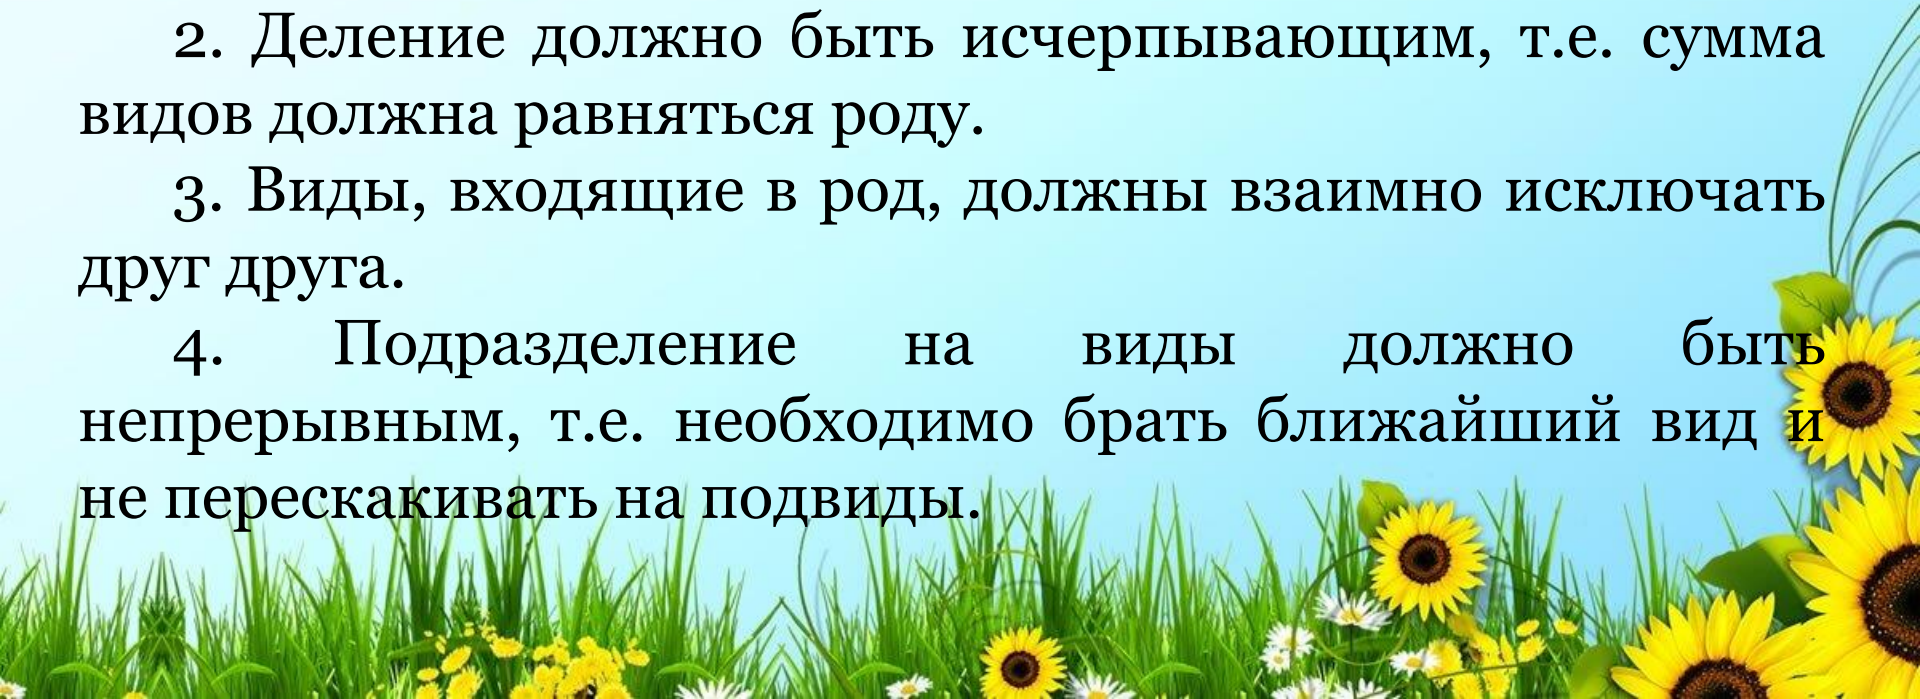 2. Деление должно быть исчерпывающим, т.е. сумма
видов должна равняться роду.
3. Виды, входящие в род, должны взаимно исключать
друг друга.
4. Подразделение на виды должно быть
непрерывным, т.е. необходимо брать ближайший вид и
не перескакивать на подвиды.